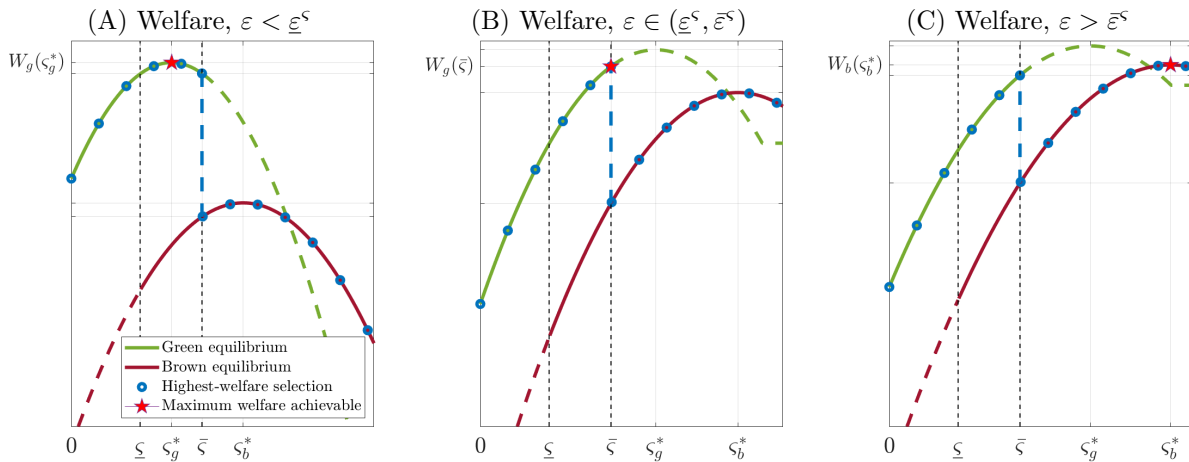 (A) Welfare, ε < ε̲^ς
W_g(ς_g^*)
0
ς̲
ς_g^*
ς̄
ς_b^*
Green equilibrium
Brown equilibrium
Highest-welfare selection
Maximum welfare achievable
(B) Welfare, ε ∈ (ε̲^ς, ε̄^ς)
W_g(ς̄)
0
ς̲
ς̄
ς_g^*
ς_b^*
(C) Welfare, ε > ε̄^ς
W_b(ς_b^*)
0
ς̲
ς̄
ς_g^*
ς_b^*